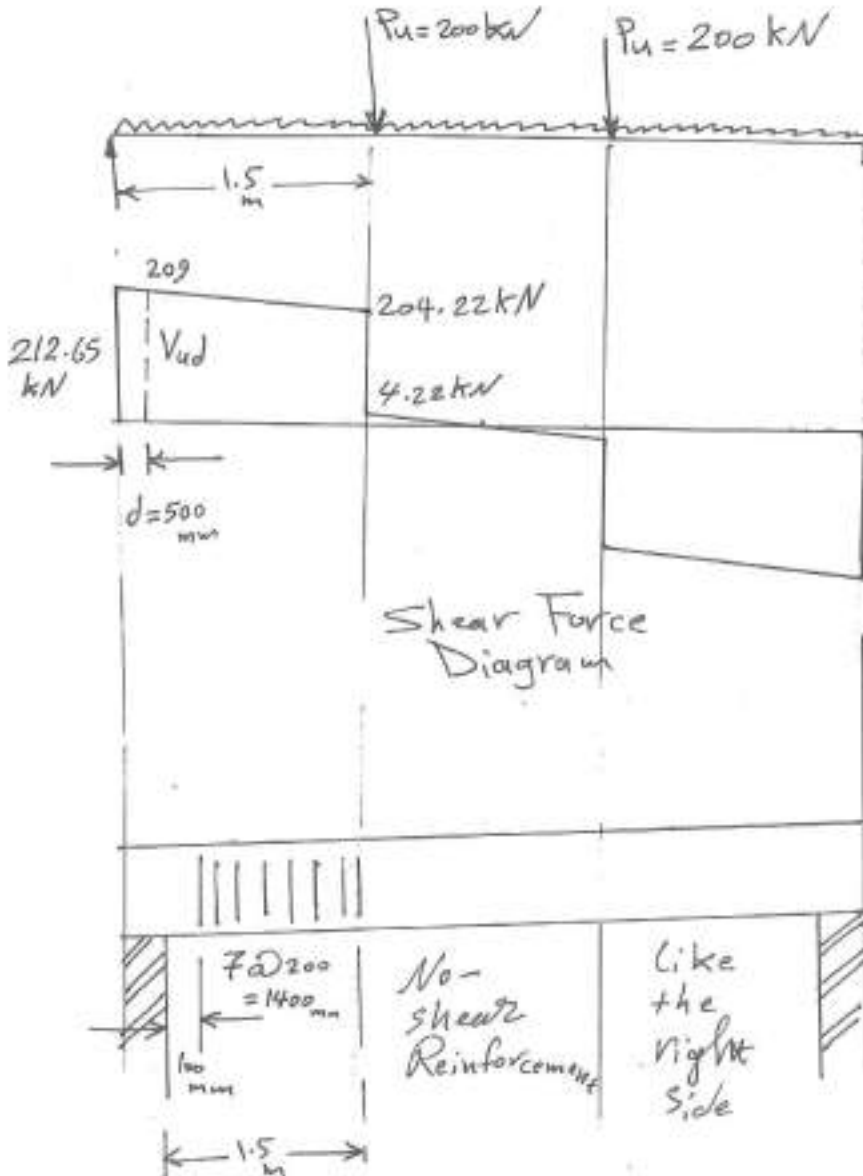 Pu = 200 kN
Pu = 200 kN
1.5
m
209
204.22 kN
212.65
kN
Vud
4.22 kN
d = 500
mm
Shear Force
Diagram
7@200
= 1400 mm
100
mm
No-
shear
Reinforcement
Like
the
right
side
1.5
m